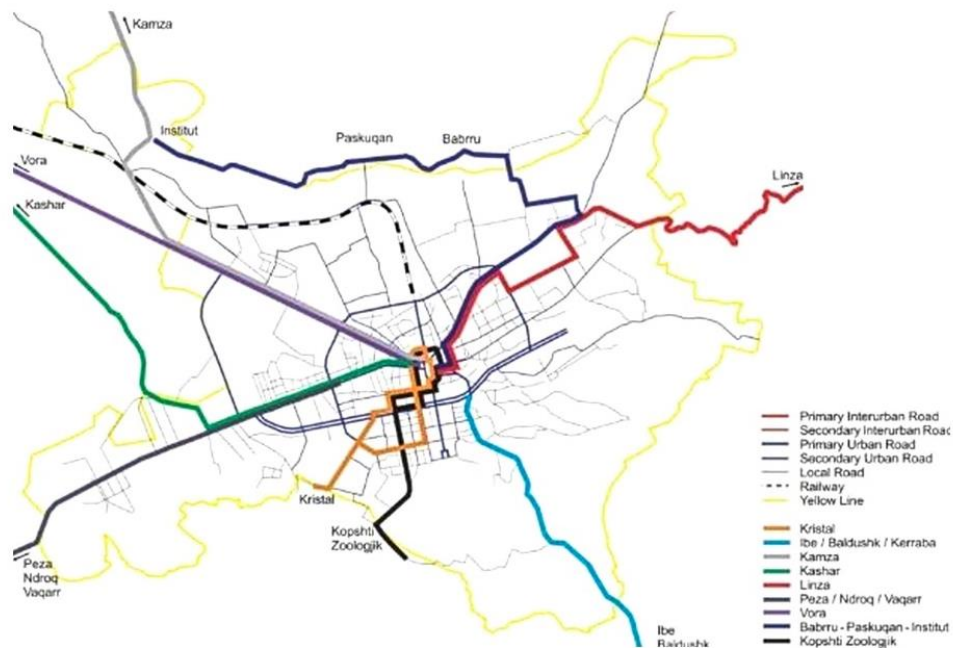 Kamza
Institut
Paskuqan
Babrru
Vora
Linza
Kashar
Kristal
Kopshti
Zoologjik
Peza
Ndroq
Vaqarr
Ibe
Baldushk
Primary Interurban Road
Secondary Interurban Road
Primary Urban Road
Secondary Urban Road
Local Road
Railway
Yellow Line
Kristal
Ibe / Baldushk / Kerraba
Kamza
Kashar
Linza
Peza / Ndroq / Vaqarr
Vora
Babrru - Paskuqan - Institut
Kopshti Zoologjik